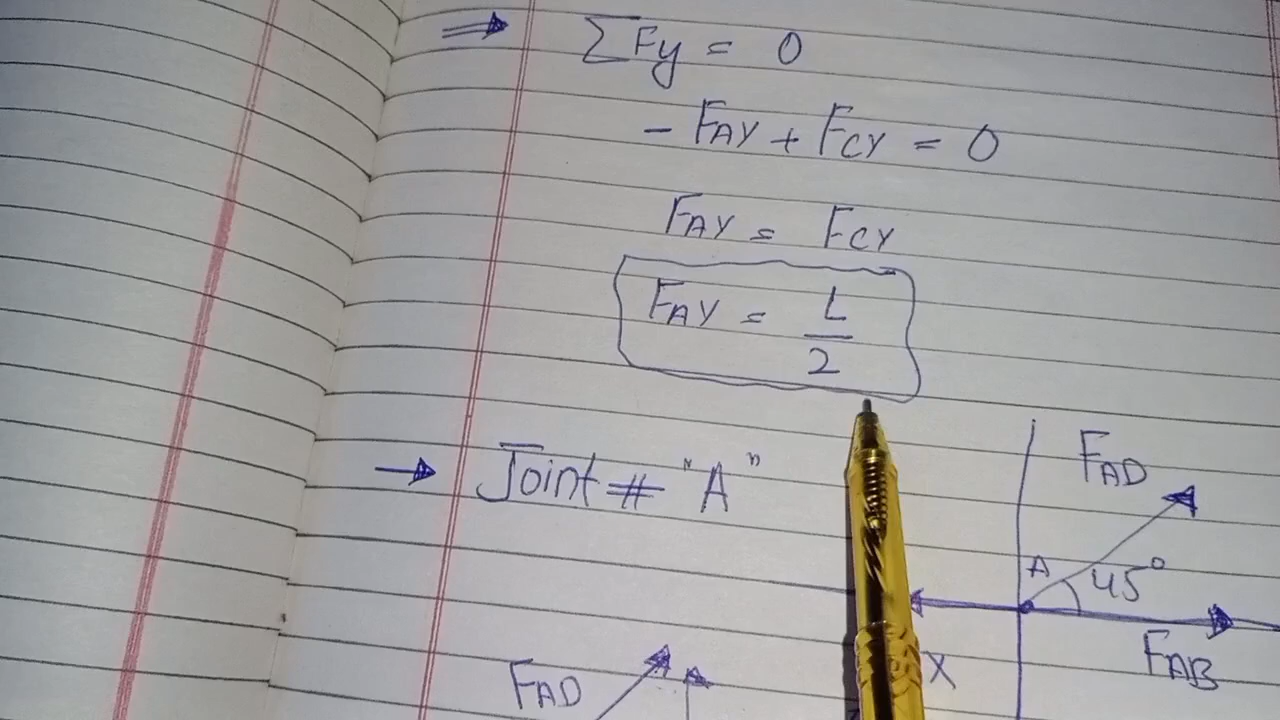 ⇒ ΣFy = 0
- FAY + FCY = 0
FAY = FCY
FAY = L/2
→ Joint # "A"
FAD
A 45°
X
FAB
FAD